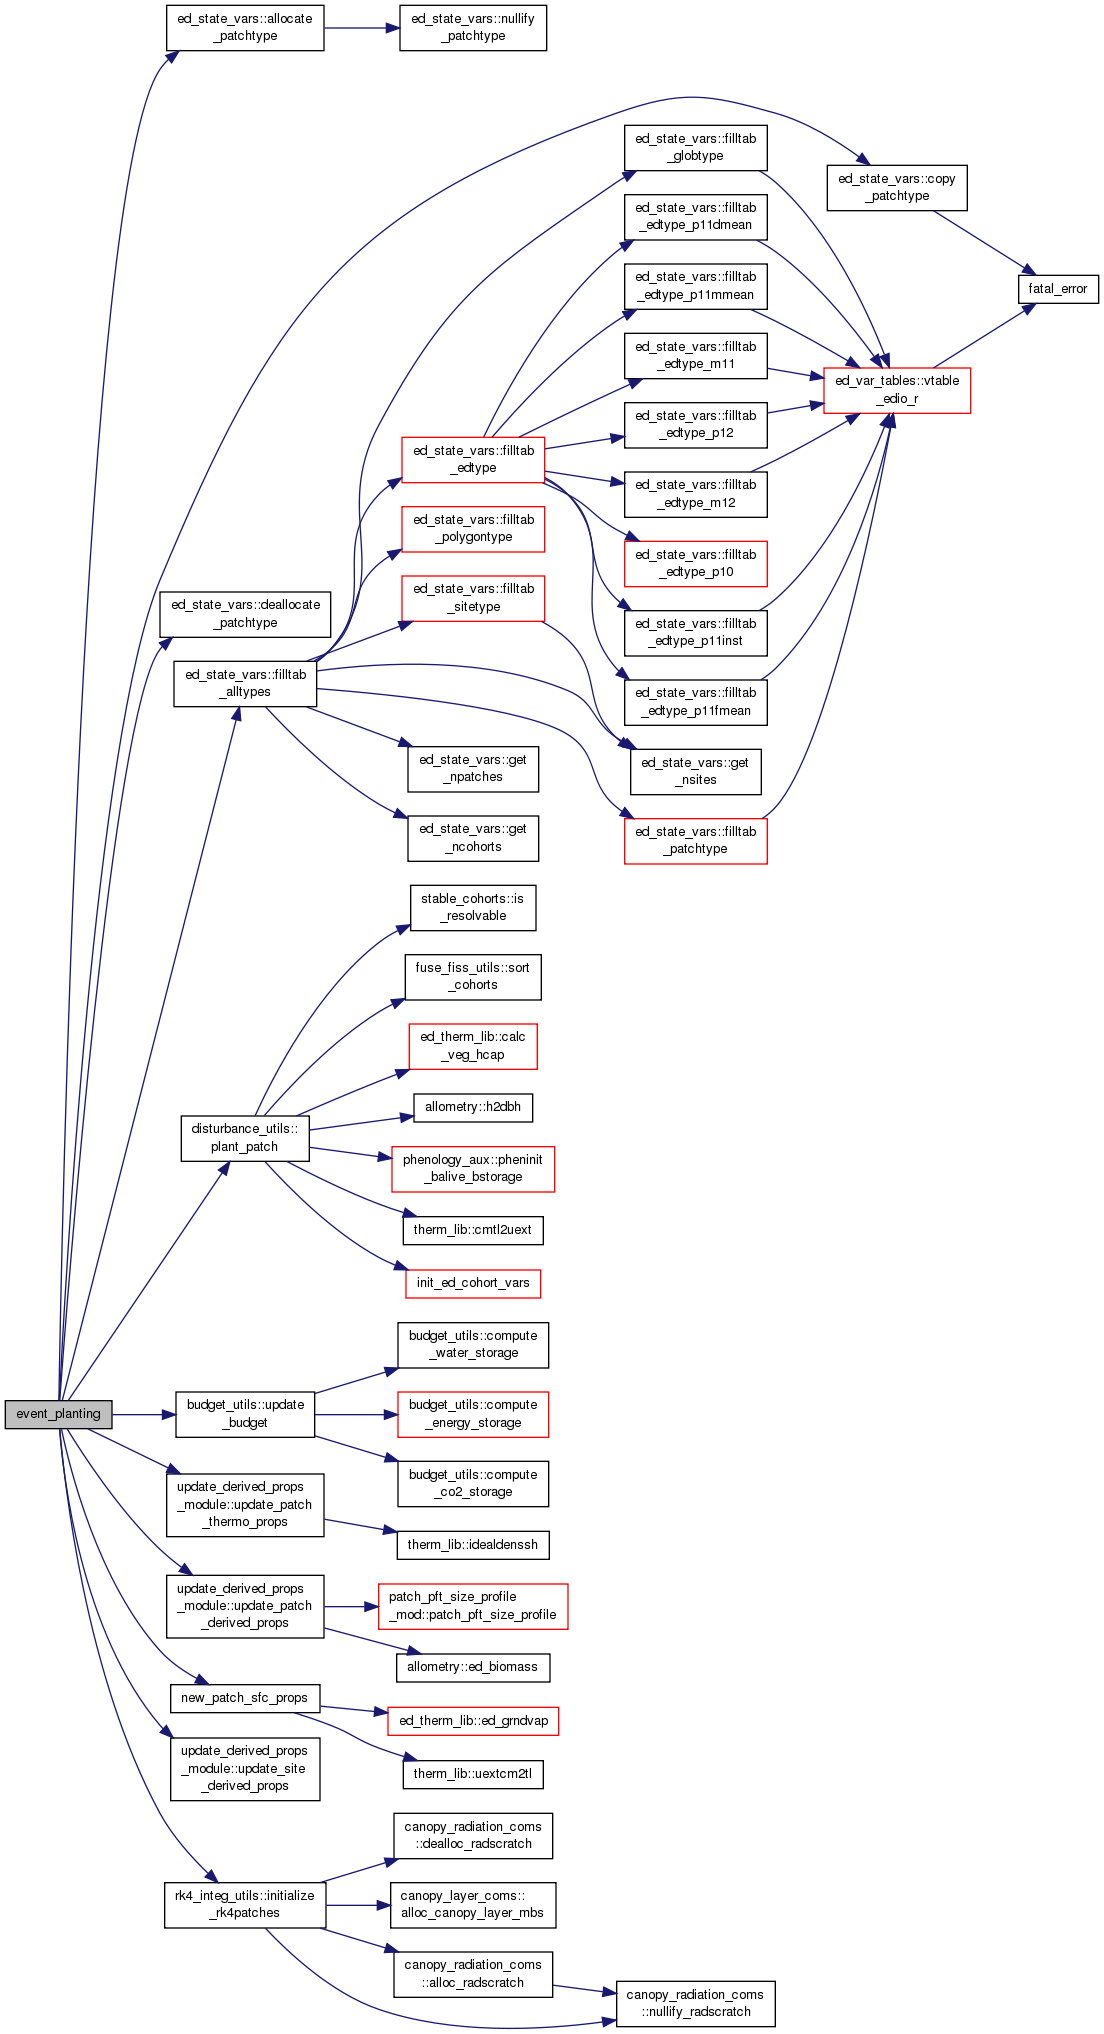 ed_state_vars::allocate
_patchtype
ed_state_vars::nullify
_patchtype
ed_state_vars::filltab
_globtype
ed_state_vars::copy
_patchtype
ed_state_vars::filltab
_edtype_p11dmean
ed_state_vars::filltab
_edtype_p11mmean
fatal_error
ed_state_vars::filltab
_edtype_m11
ed_var_tables::vtable
_edio_r
ed_state_vars::filltab
_edtype_p12
ed_state_vars::filltab
_edtype
ed_state_vars::filltab
_edtype_m12
ed_state_vars::filltab
_polygontype
ed_state_vars::filltab
_edtype_p10
ed_state_vars::filltab
_sitetype
ed_state_vars::deallocate
_patchtype
ed_state_vars::filltab
_edtype_p11inst
ed_state_vars::filltab
_alltypes
ed_state_vars::filltab
_edtype_p11fmean
ed_state_vars::get
_npatches
ed_state_vars::get
_nsites
ed_state_vars::get
_ncohorts
ed_state_vars::filltab
_patchtype
stable_cohorts::is
_resolvable
fuse_fiss_utils::sort
_cohorts
ed_therm_lib::calc
_veg_hcap
allometry::h2dbh
disturbance_utils::
plant_patch
phenology_aux::pheninit
_balive_bstorage
therm_lib::cmtl2uext
init_ed_cohort_vars
budget_utils::compute
_water_storage
event_planting
budget_utils::update
_budget
budget_utils::compute
_energy_storage
budget_utils::compute
_co2_storage
update_derived_props
_module::update_patch
_thermo_props
therm_lib::idealdenssh
update_derived_props
_module::update_patch
_derived_props
patch_pft_size_profile
_mod::patch_pft_size_profile
allometry::ed_biomass
new_patch_sfc_props
ed_therm_lib::ed_grndvap
update_derived_props
_module::update_site
_derived_props
therm_lib::uextcm2tl
canopy_radiation_coms
::dealloc_radscratch
rk4_integ_utils::initialize
_rk4patches
canopy_layer_coms::
alloc_canopy_layer_mbs
canopy_radiation_coms
::alloc_radscratch
canopy_radiation_coms
::nullify_radscratch